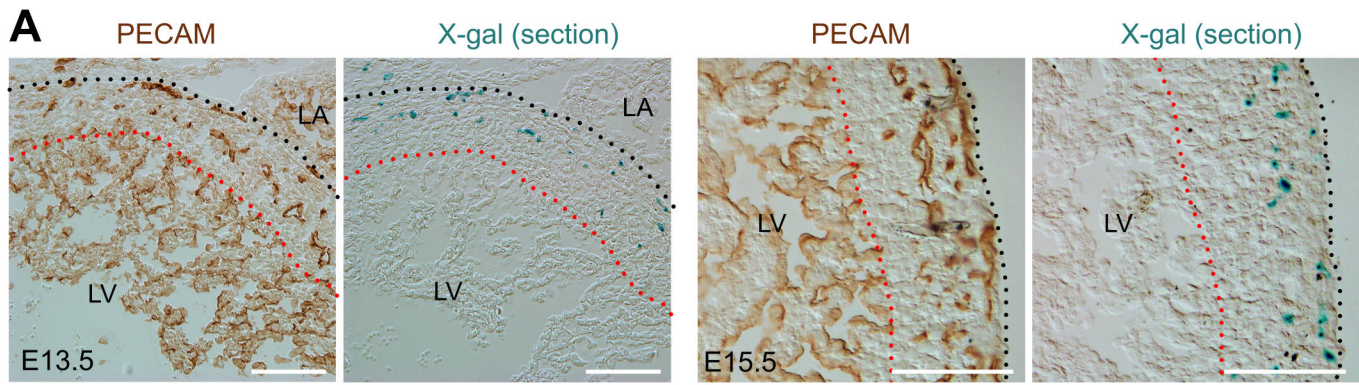 A
PECAM
X-gal (section)
PECAM
X-gal (section)
LA
LA
LV
LV
LV
LV
E13.5
E15.5